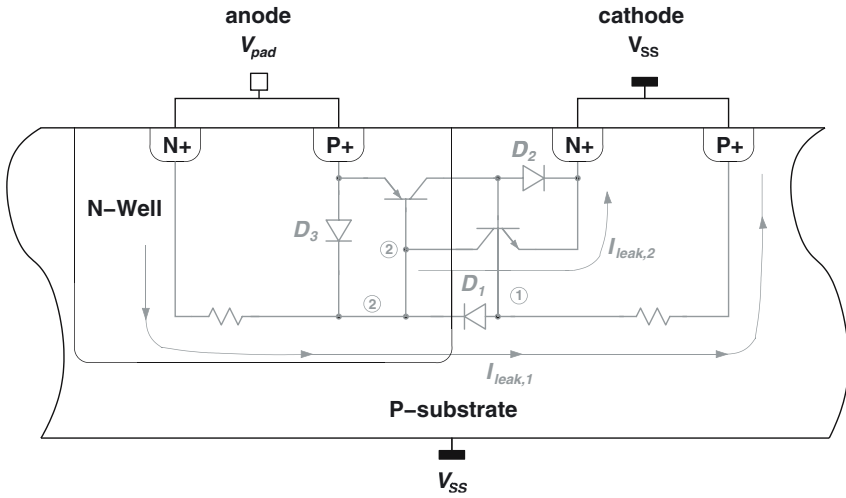 anode
V_pad
cathode
V_SS
N+
P+
N+
P+
D_2
N–Well
D_3
②
I_leak,2
D_1
①
②
I_leak,1
P–substrate
V_SS